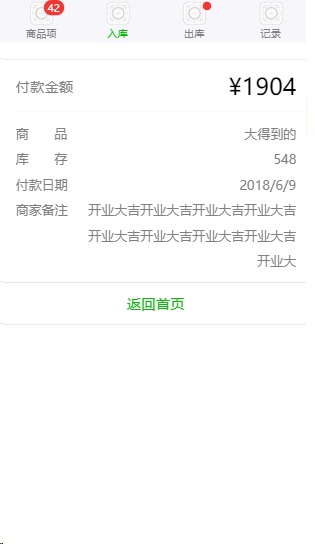 42
商品项 入库 出库 记录
付款金额 ¥1904
商品 大得到的
库存 548
付款日期 2018/6/9
商家备注 开业大吉开业大吉开业大吉开业大吉
开业大吉开业大吉开业大吉开业大吉
开业大
返回首页